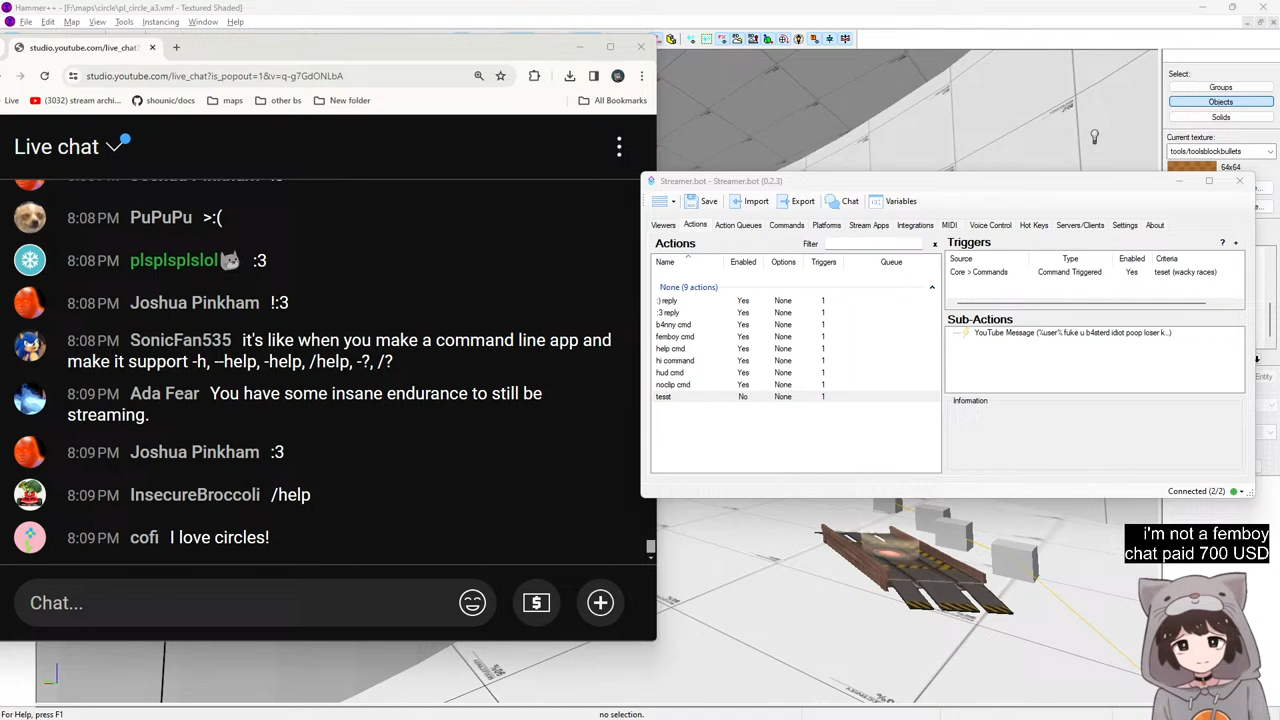 Hammer++ - [F:\maps\circle\pl_circle_a3.vmf - Textured Shaded]
File Edit Map View Tools Instancing Window Help
studio.youtube.com/live_chat?
studio.youtube.com/live_chat?is_popout=1&v=q-g7GdONLbA
Live (3032) stream archi... shounic/docs maps other bs New folder All Bookmarks
Live chat
8:08 PM PuPuPu >:(
8:08 PM plsplsplslol :3
8:08 PM Joshua Pinkham !:3
8:08 PM SonicFan535 it's like when you make a command line app and
make it support -h, --help, -help, /help, -?, /?
8:09 PM Ada Fear You have some insane endurance to still be
streaming.
8:09 PM Joshua Pinkham :3
8:09 PM InsecureBroccoli /help
8:09 PM cofi I love circles!
Chat...
Streamer.bot - Streamer.bot (0.2.3)
Save Import Export Chat Variables
Viewers Actions Action Queues Commands Platforms Stream Apps Integrations MIDI Voice Control Hot Keys Servers/Clients Settings About
Actions Filter x
Name Enabled Options Triggers Queue
None (9 actions)
:) reply Yes None 1
:3 reply Yes None 1
b4nny cmd Yes None 1
femboy cmd Yes None 1
help cmd Yes None 1
hi command Yes None 1
hud cmd Yes None 1
noclip cmd Yes None 1
tesst No None 1
Triggers ? +
Source Type Enabled Criteria
Core > Commands Command Triggered Yes teset (wacky races)
Sub-Actions
YouTube Message (%user% fuke u b4sterd idiot poop loser k...)
Information
Connected (2/2)
Select:
Groups
Objects
Solids
Current texture:
tools/toolsblockbullets
64x64
Entity
i'm not a femboy
chat paid 700 USD
For Help, press F1
no selection.